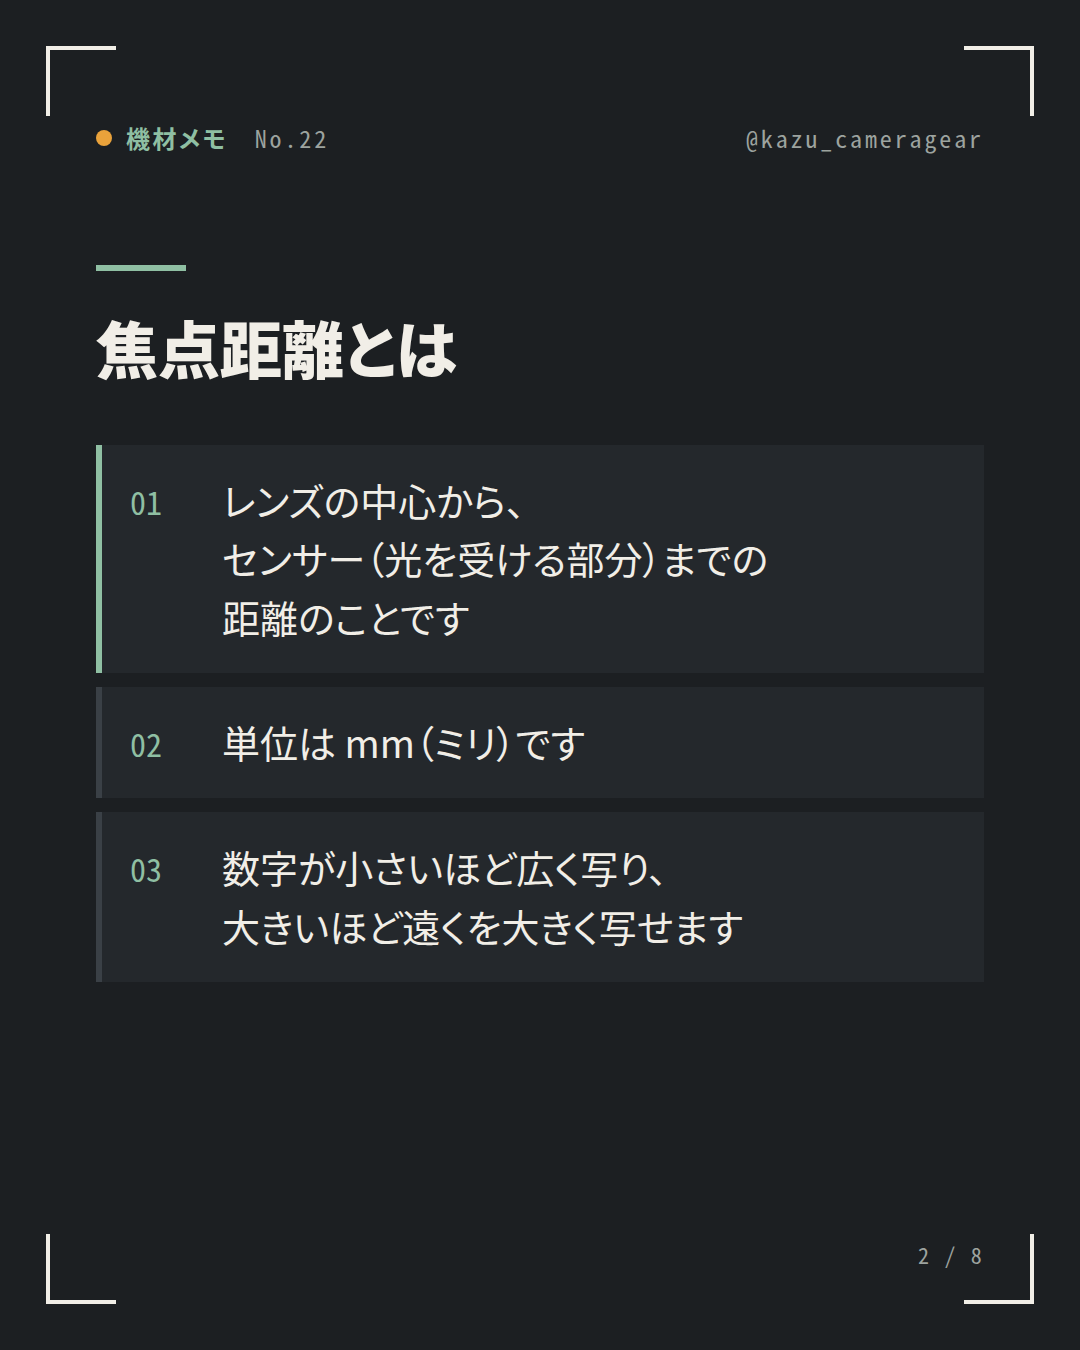 機材メモ No.22
@kazu_cameragear
焦点距離とは
01 レンズの中心から、
センサー（光を受ける部分）までの
距離のことです
02 単位は mm（ミリ）です
03 数字が小さいほど広く写り、
大きいほど遠くを大きく写せます
2 / 8